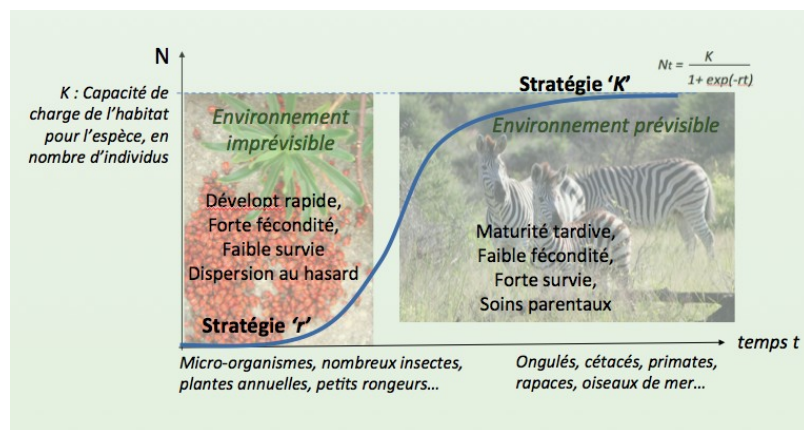 N
K : Capacité de
charge de l'habitat
pour l'espèce, en
nombre d'individus
Nt = K
1+ exp(-rt)
Stratégie ‘K’
Environnement
imprévisible
Environnement prévisible
Dévelopt rapide,
Forte fécondité,
Faible survie
Dispersion au hasard
Maturité tardive,
Faible fécondité,
Forte survie,
Soins parentaux
Stratégie ‘r’
temps t
Micro-organismes, nombreux insectes,
plantes annuelles, petits rongeurs...
Ongulés, cétacés, primates,
rapaces, oiseaux de mer...